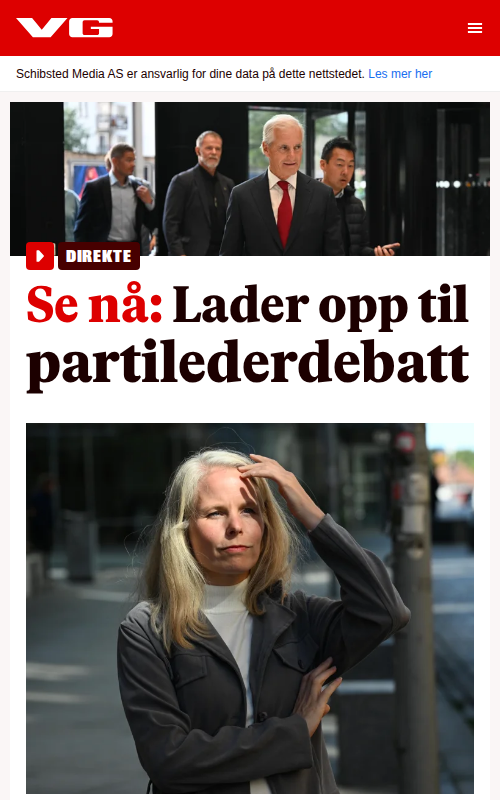 VG
Schibsted Media AS er ansvarlig for dine data på dette nettstedet. Les mer her
DIREKTE
Se nå: Lader opp til
partilederdebatt